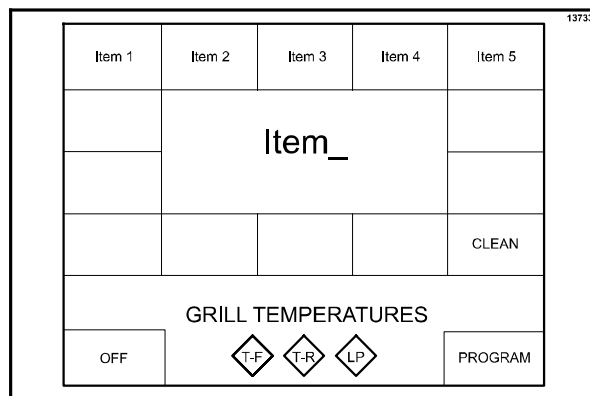 13733
Item 1 Item 2 Item 3 Item 4 Item 5
Item_
CLEAN
GRILL TEMPERATURES
OFF T-F T-R LP PROGRAM